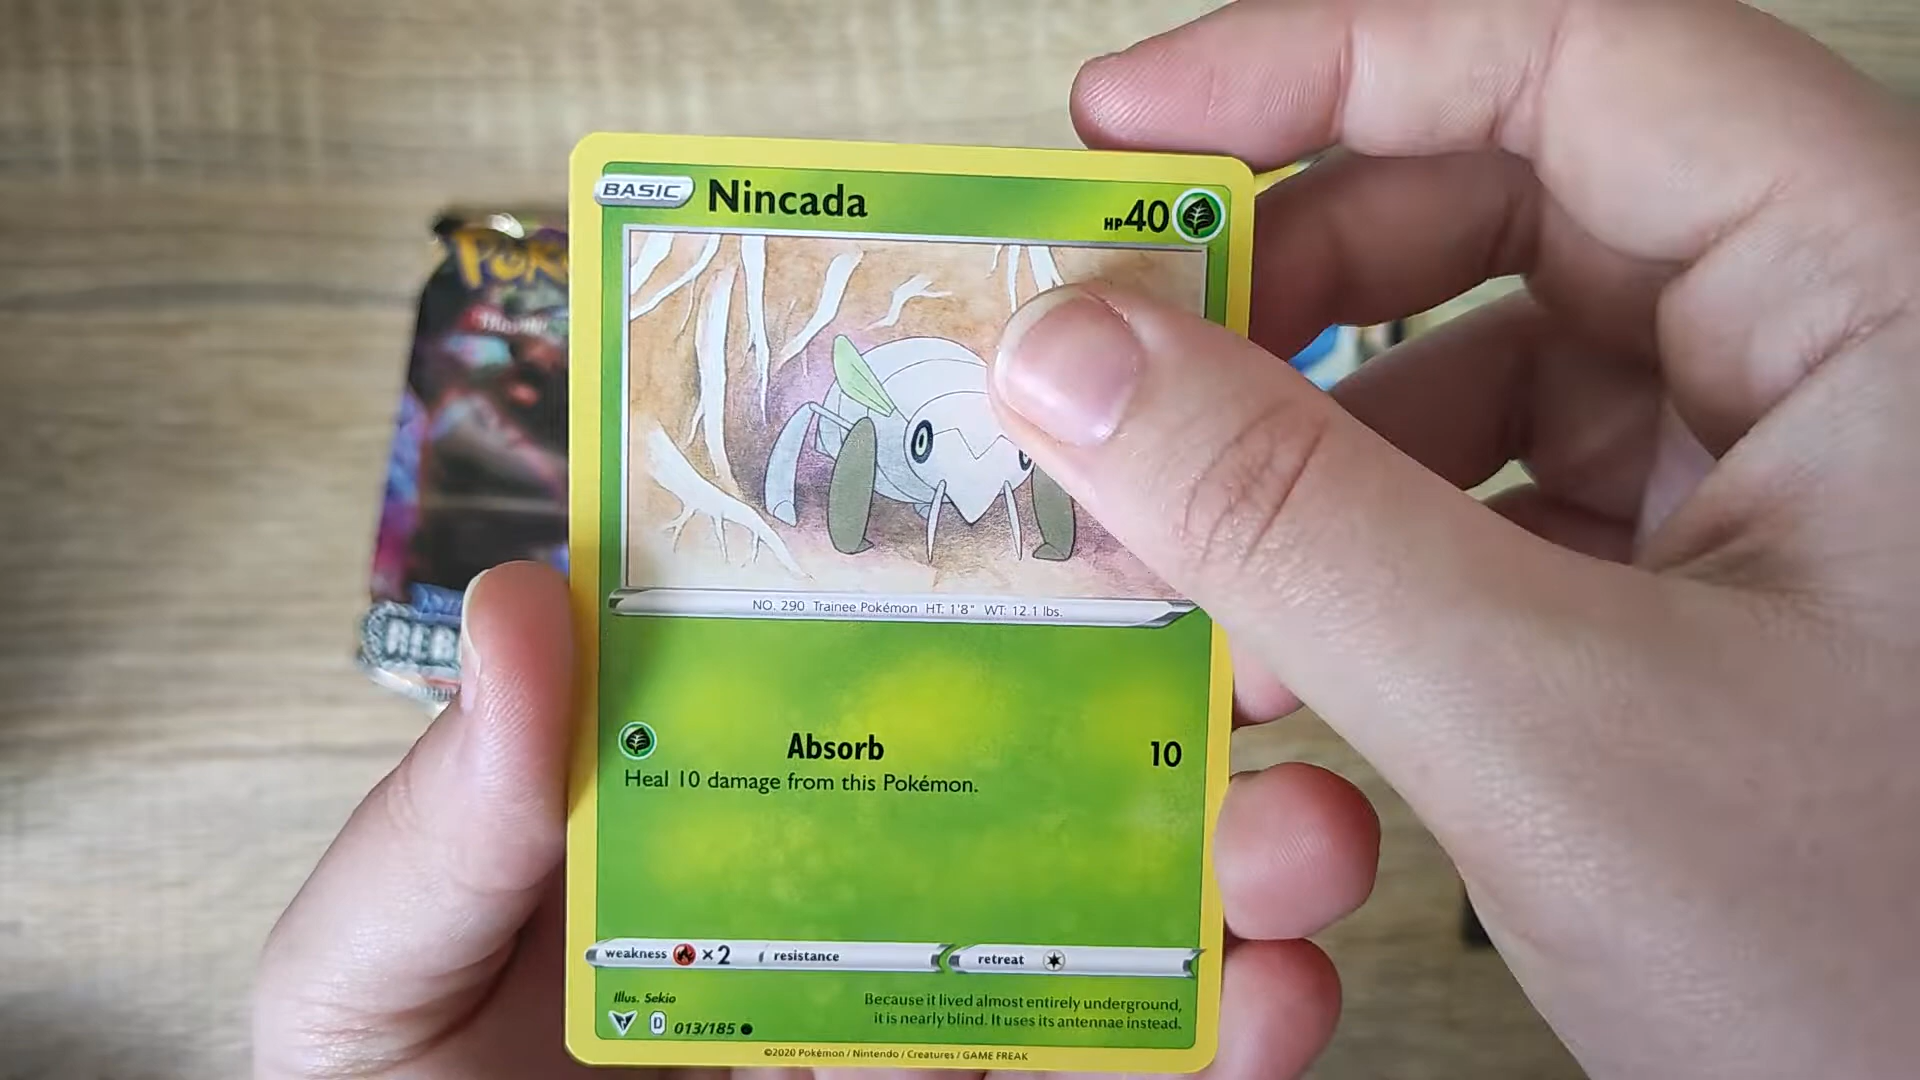 BASIC Nincada HP40
NO. 290 Trainee Pokémon HT: 1'8" WT: 12.1 lbs.
Absorb 10
Heal 10 damage from this Pokémon.
weakness ×2 resistance retreat
Illus. Sekio
D 013/185
Because it lived almost entirely underground,
it is nearly blind. It uses its antennae instead.
©2020 Pokémon / Nintendo / Creatures / GAME FREAK